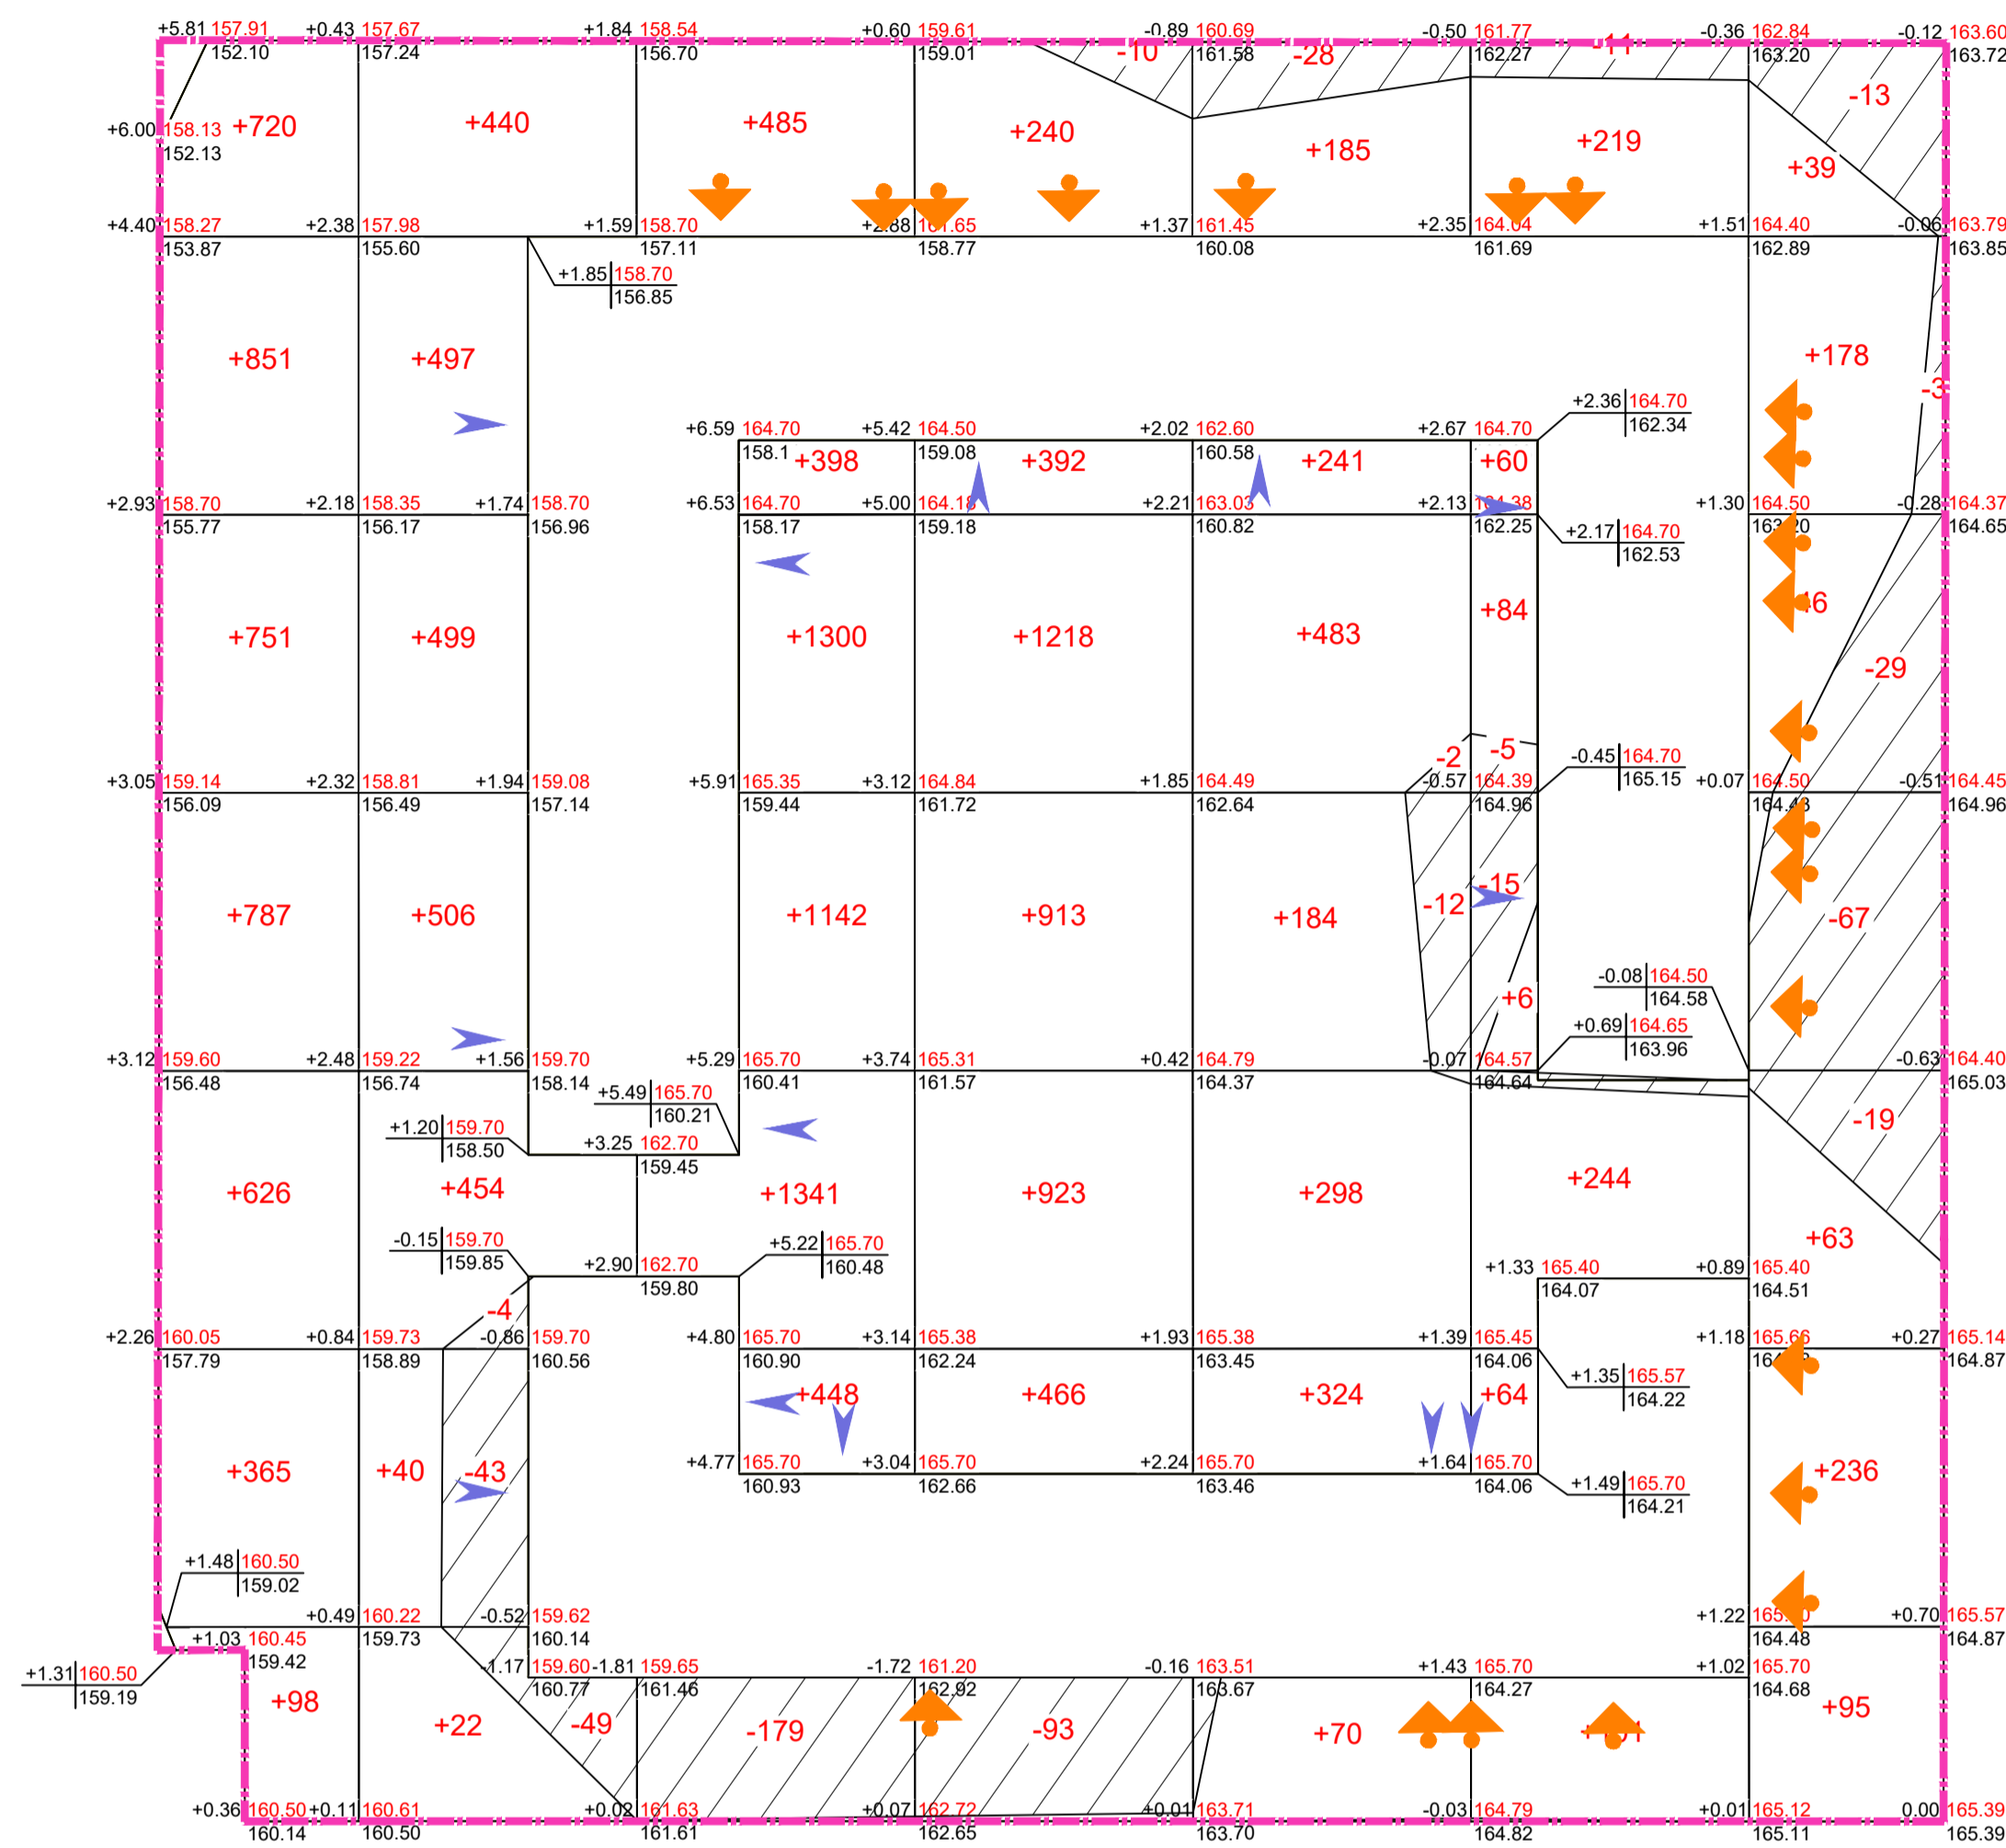 +5.81 157.91 +0.43 157.67 +1.84 158.54 +0.60 159.61 -0.89 160.69 -0.50 161.77 -0.36 162.84 -0.12 163.60
152.10 157.24 156.70 159.01 161.58 162.27 163.20 163.72
-10 -28 -11
-13
+6.00 158.13 +720 +440 +485 +240 +185 +219 +39
152.13
+4.40 158.27 +2.38 157.98 +1.59 158.70 +2.88 161.65 +1.37 161.45 +2.35 164.04 +1.51 164.40 -0.06 163.79
153.87 155.60 157.11 158.77 160.08 161.69 162.89 163.85
+1.85 158.70
156.85
+851 +497 +178
-3
+2.36 164.70
162.34
+6.59 164.70 +5.42 164.50 +2.02 162.60 +2.67 164.70
158.1 159.08 160.58
+398 +392 +241 +60
+2.93 158.70 +2.18 158.35 +1.74 158.70 +6.53 164.70 +5.00 164.18 +2.21 163.03 +2.13 164.38 +1.30 164.50 -0.28 164.37
155.77 156.17 156.96 158.17 159.18 160.82 162.25 163.20 164.65
+2.17 164.70
162.53
+751 +499 +1300 +1218 +483 +84
-29
-2 -5
-0.45 164.70
165.15
+3.05 159.14 +2.32 158.81 +1.94 159.08 +5.91 165.35 +3.12 164.84 +1.85 164.49 -0.57 164.39 +0.07 164.50 -0.51 164.45
156.09 156.49 157.14 159.44 161.72 162.64 164.96 164.43 164.96
+787 +506 +1142 +913 +184 -12 -15 -67
+6
-0.08 164.50
164.58
+0.69 164.65
163.96
+3.12 159.60 +2.48 159.22 +1.56 159.70 +5.29 165.70 +3.74 165.31 +0.42 164.79 -0.07 164.57 -0.63 164.40
156.48 156.74 158.14 160.41 161.57 164.37 164.64 165.03
+5.49 165.70
160.21
+1.20 159.70
158.50
+3.25 162.70
159.45
-19
+626 +454 +1341 +923 +298 +244
+63
-0.15 159.70
159.85
+5.22 165.70
160.48
+2.90 162.70
159.80
+1.33 165.40 +0.89 165.40
164.07 164.51
-4
+2.26 160.05 +0.84 159.73 -0.86 159.70 +4.80 165.70 +3.14 165.38 +1.93 165.38 +1.39 165.45 +1.18 165.66 +0.27 165.14
157.79 158.89 160.56 160.90 162.24 163.45 164.06 164.87
+1.35 165.57
164.22
+448 +466 +324 +64
+365 +40 -43 +236
+4.77 165.70 +3.04 165.70 +2.24 165.70 +1.64 165.70
160.93 162.66 163.46 164.06
+1.49 165.70
164.21
+1.48 160.50
159.02
+0.49 160.22 -0.52 159.62 +1.22 +0.70 165.57
159.73 160.14 164.48 164.87
+1.03 160.45
159.42
+1.31 160.50
159.19
-1.17 159.60 -1.81 159.65 -1.72 161.20 -0.16 163.51 +1.43 165.70 +1.02 165.70
160.77 161.46 162.92 163.67 164.27 164.68
+98 +22 -49 -179 -93 +70 +95
+0.36 160.50 +0.11 160.61 +0.02 161.63 +0.07 162.72 +0.01 163.71 -0.03 164.79 +0.01 165.12 0.00 165.39
160.14 160.50 161.61 162.65 163.70 164.82 165.11 165.39